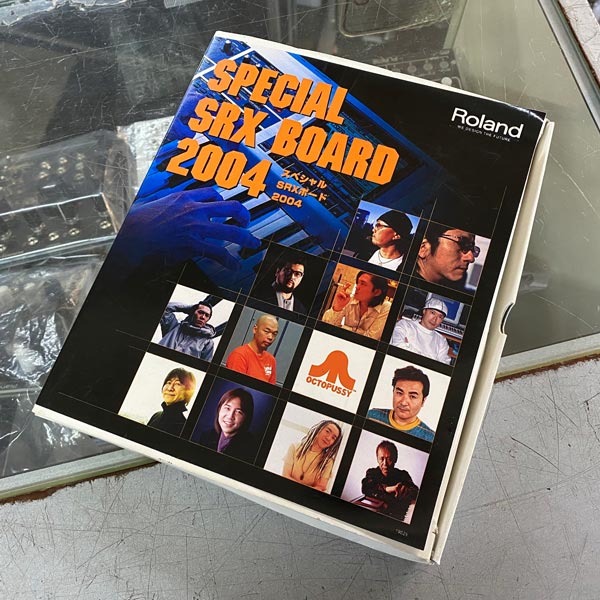 SPECIAL
SRX BOARD
2004
スペシャル
SRXボード
2004
Roland
WE DESIGN THE FUTURE
OCTOPUSSY